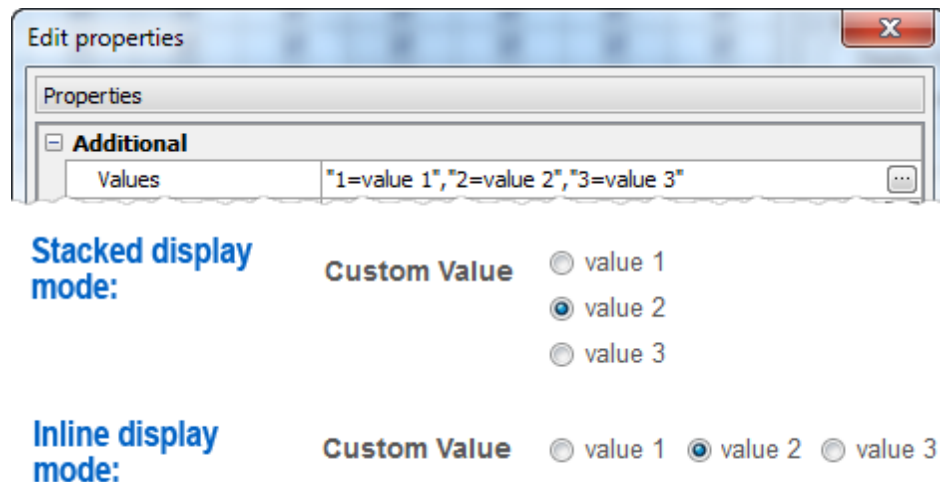 Edit properties
Properties
Additional
Values "1=value 1","2=value 2","3=value 3"
Stacked display
mode:
Custom Value
value 1
value 2
value 3
Inline display
mode:
Custom Value value 1 value 2 value 3